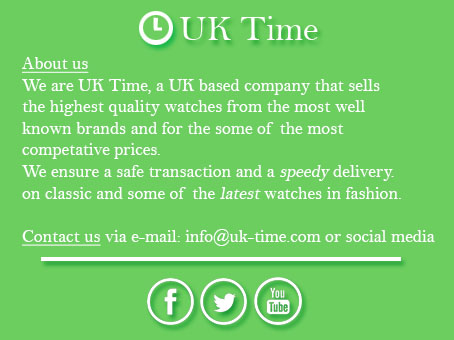 UK Time
About us
We are UK Time, a UK based company that sells
the highest quality watches from the most well
known brands and for the some of the most
competative prices.
We ensure a safe transaction and a speedy delivery.
on classic and some of the latest watches in fashion.
Contact us via e-mail: info@uk-time.com or social media
f
You
Tube